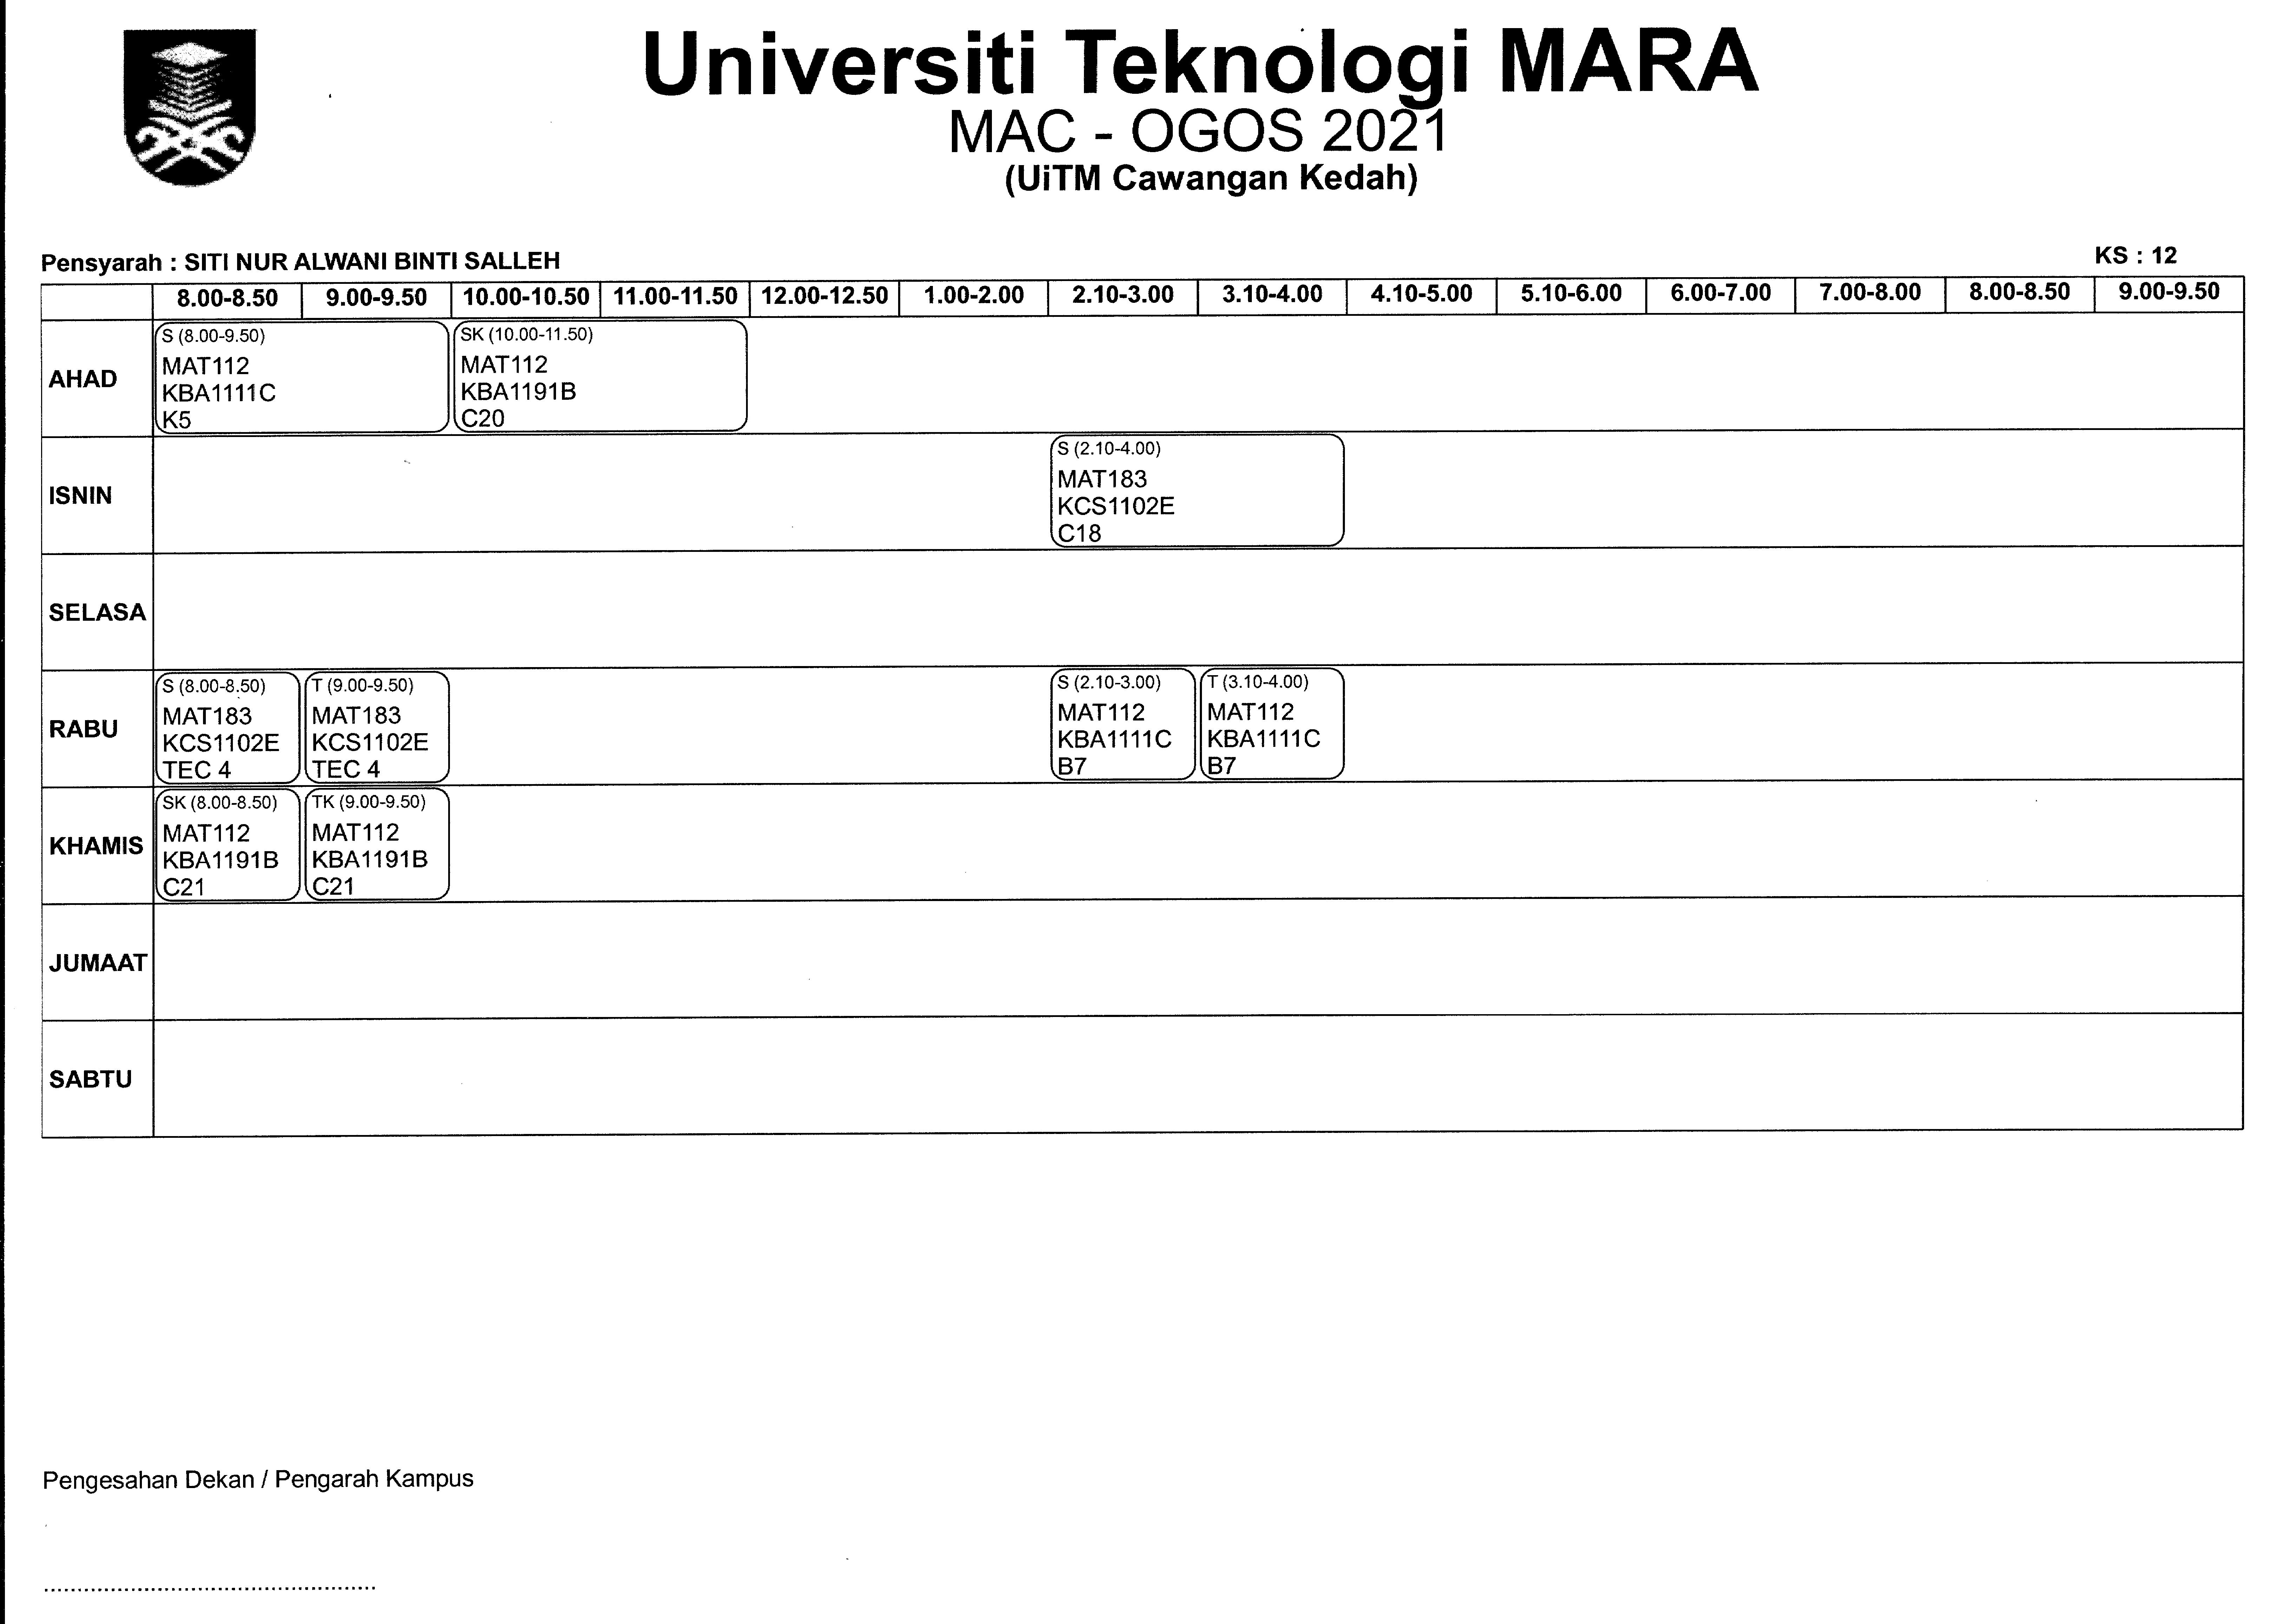 Universiti Teknologi MARA
MAC - OGOS 2021
(UiTM Cawangan Kedah)
Pensyarah : SITI NUR ALWANI BINTI SALLEH
KS : 12
8.00-8.50 9.00-9.50 10.00-10.50 11.00-11.50 12.00-12.50 1.00-2.00 2.10-3.00 3.10-4.00 4.10-5.00 5.10-6.00 6.00-7.00 7.00-8.00 8.00-8.50 9.00-9.50
AHAD
S (8.00-9.50)
MAT112
KBA1111C
K5
SK (10.00-11.50)
MAT112
KBA1191B
C20
ISNIN
S (2.10-4.00)
MAT183
KCS1102E
C18
SELASA
RABU
S (8.00-8.50)
MAT183
KCS1102E
TEC 4
T (9.00-9.50)
MAT183
KCS1102E
TEC 4
S (2.10-3.00)
MAT112
KBA1111C
B7
T (3.10-4.00)
MAT112
KBA1111C
B7
KHAMIS
SK (8.00-8.50)
MAT112
KBA1191B
C21
TK (9.00-9.50)
MAT112
KBA1191B
C21
JUMAAT
SABTU
Pengesahan Dekan / Pengarah Kampus
..................................................